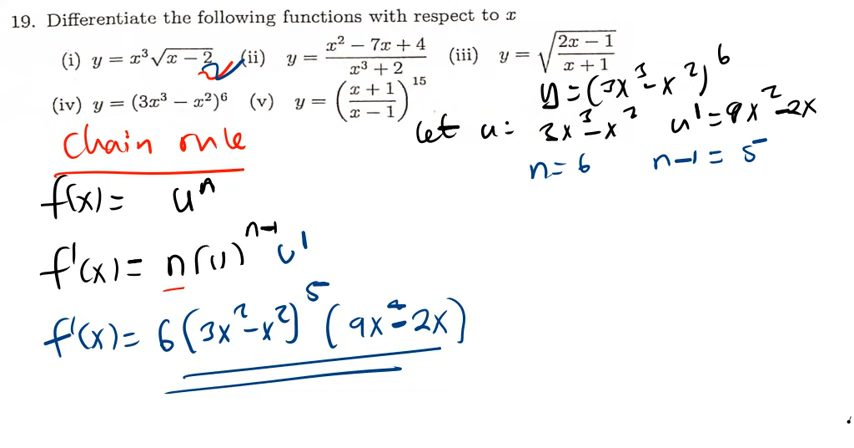 19. Differentiate the following functions with respect to x
(i) y = x³√(x − 2) (ii) y = (x² − 7x + 4)/(x³ + 2) (iii) y = √((2x − 1)/(x + 1))
(iv) y = (3x³ − x²)⁶ (v) y = ((x + 1)/(x − 1))¹⁵
y = (3x³ − x²)⁶
let u = 3x³ − x² u' = 9x² − 2x
n = 6 n−1 = 5
Chain rule
f(x) = uⁿ
f'(x) = n(u)ⁿ⁻¹ u'
f'(x) = 6(3x² − x²)⁵ (9x² − 2x)